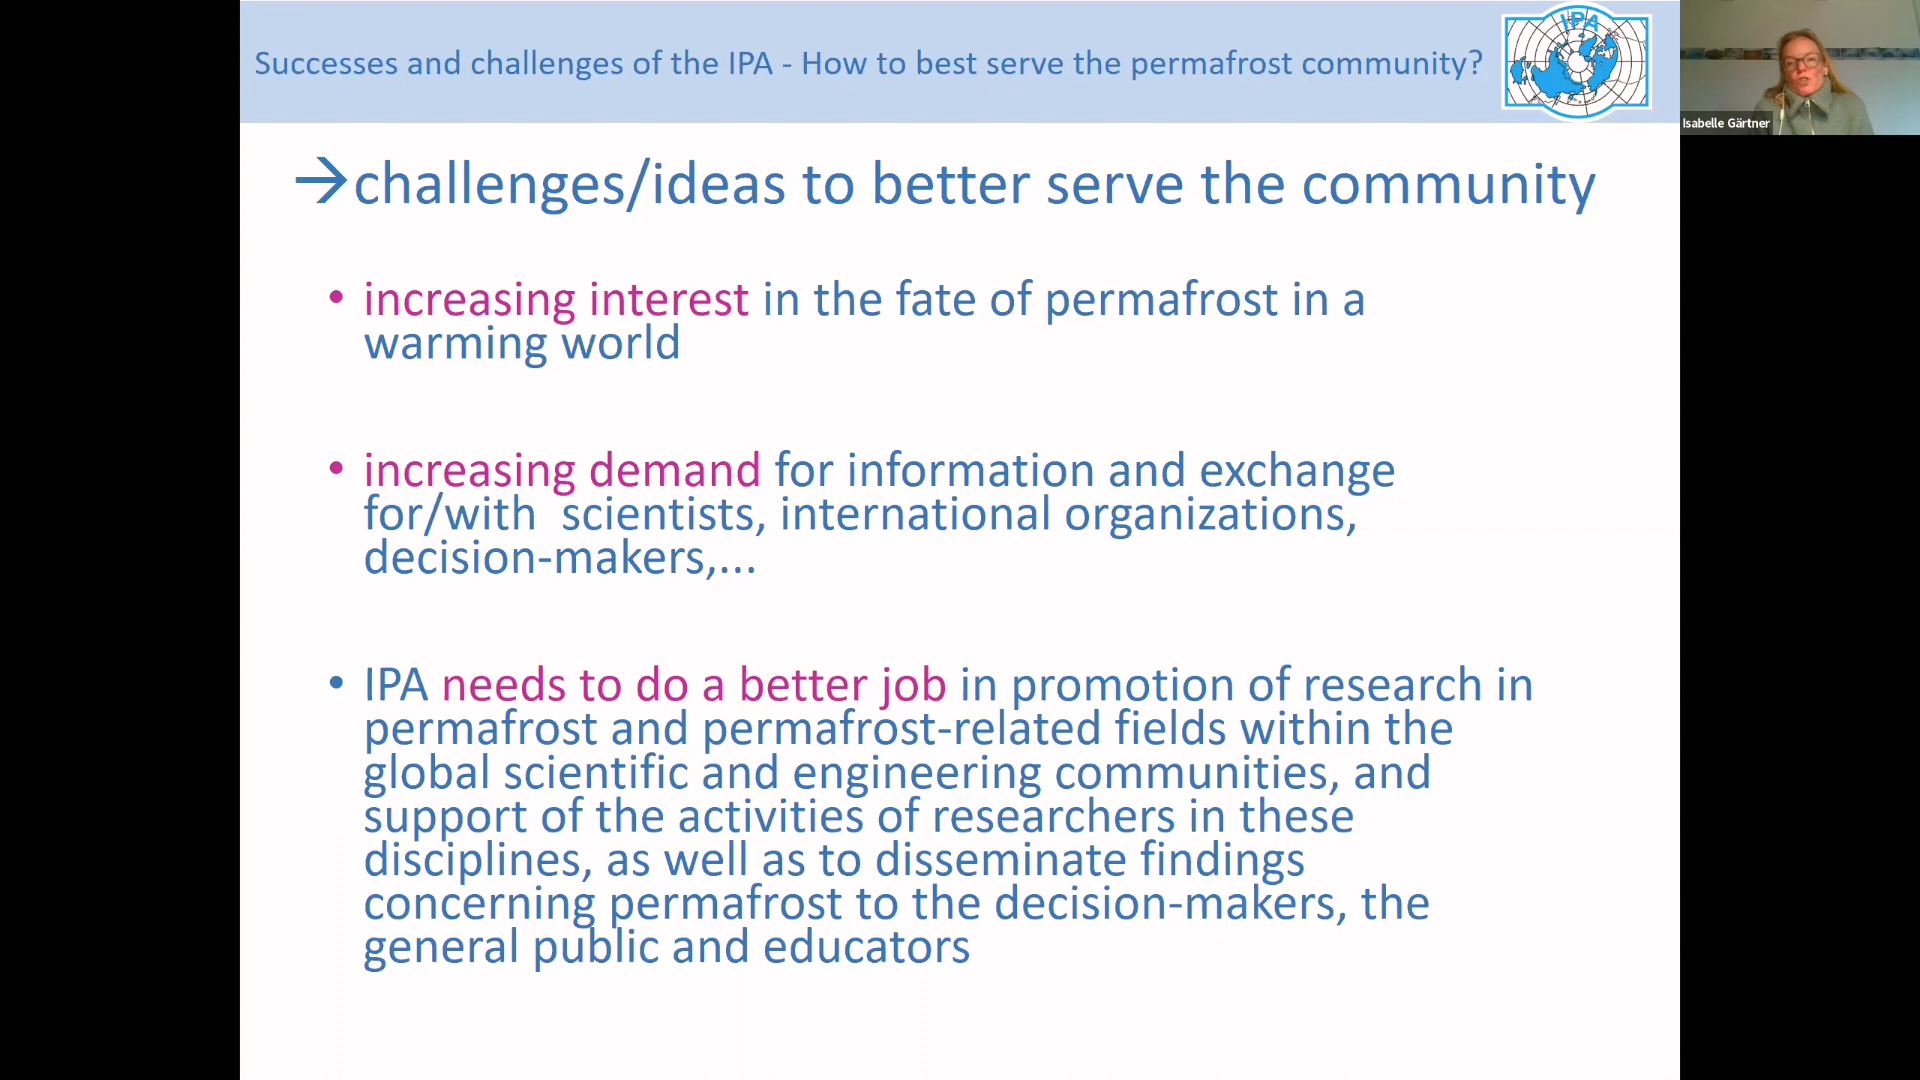 Successes and challenges of the IPA - How to best serve the permafrost community?
IPA
Isabelle Gärtner
→challenges/ideas to better serve the community
• increasing interest in the fate of permafrost in a
warming world
• increasing demand for information and exchange
for/with  scientists, international organizations,
decision-makers,...
• IPA needs to do a better job in promotion of research in
permafrost and permafrost-related fields within the
global scientific and engineering communities, and
support of the activities of researchers in these
disciplines, as well as to disseminate findings
concerning permafrost to the decision-makers, the
general public and educators